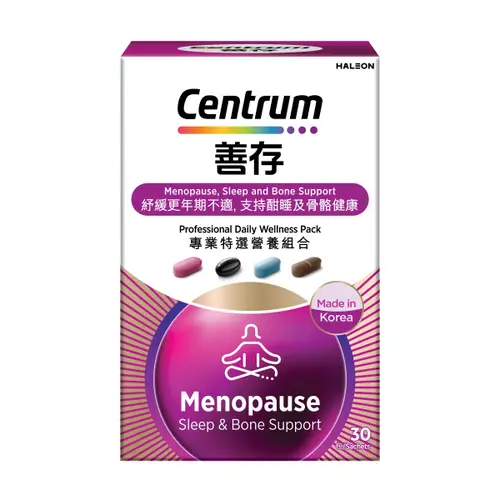 HALEON
Centrum
善存
Menopause, Sleep and Bone Support
紓緩更年期不適, 支持酣睡及骨骼健康
Professional Daily Wellness Pack
專業特選營養組合
Made in
Korea
Menopause
Sleep & Bone Support
30
包/Sachets